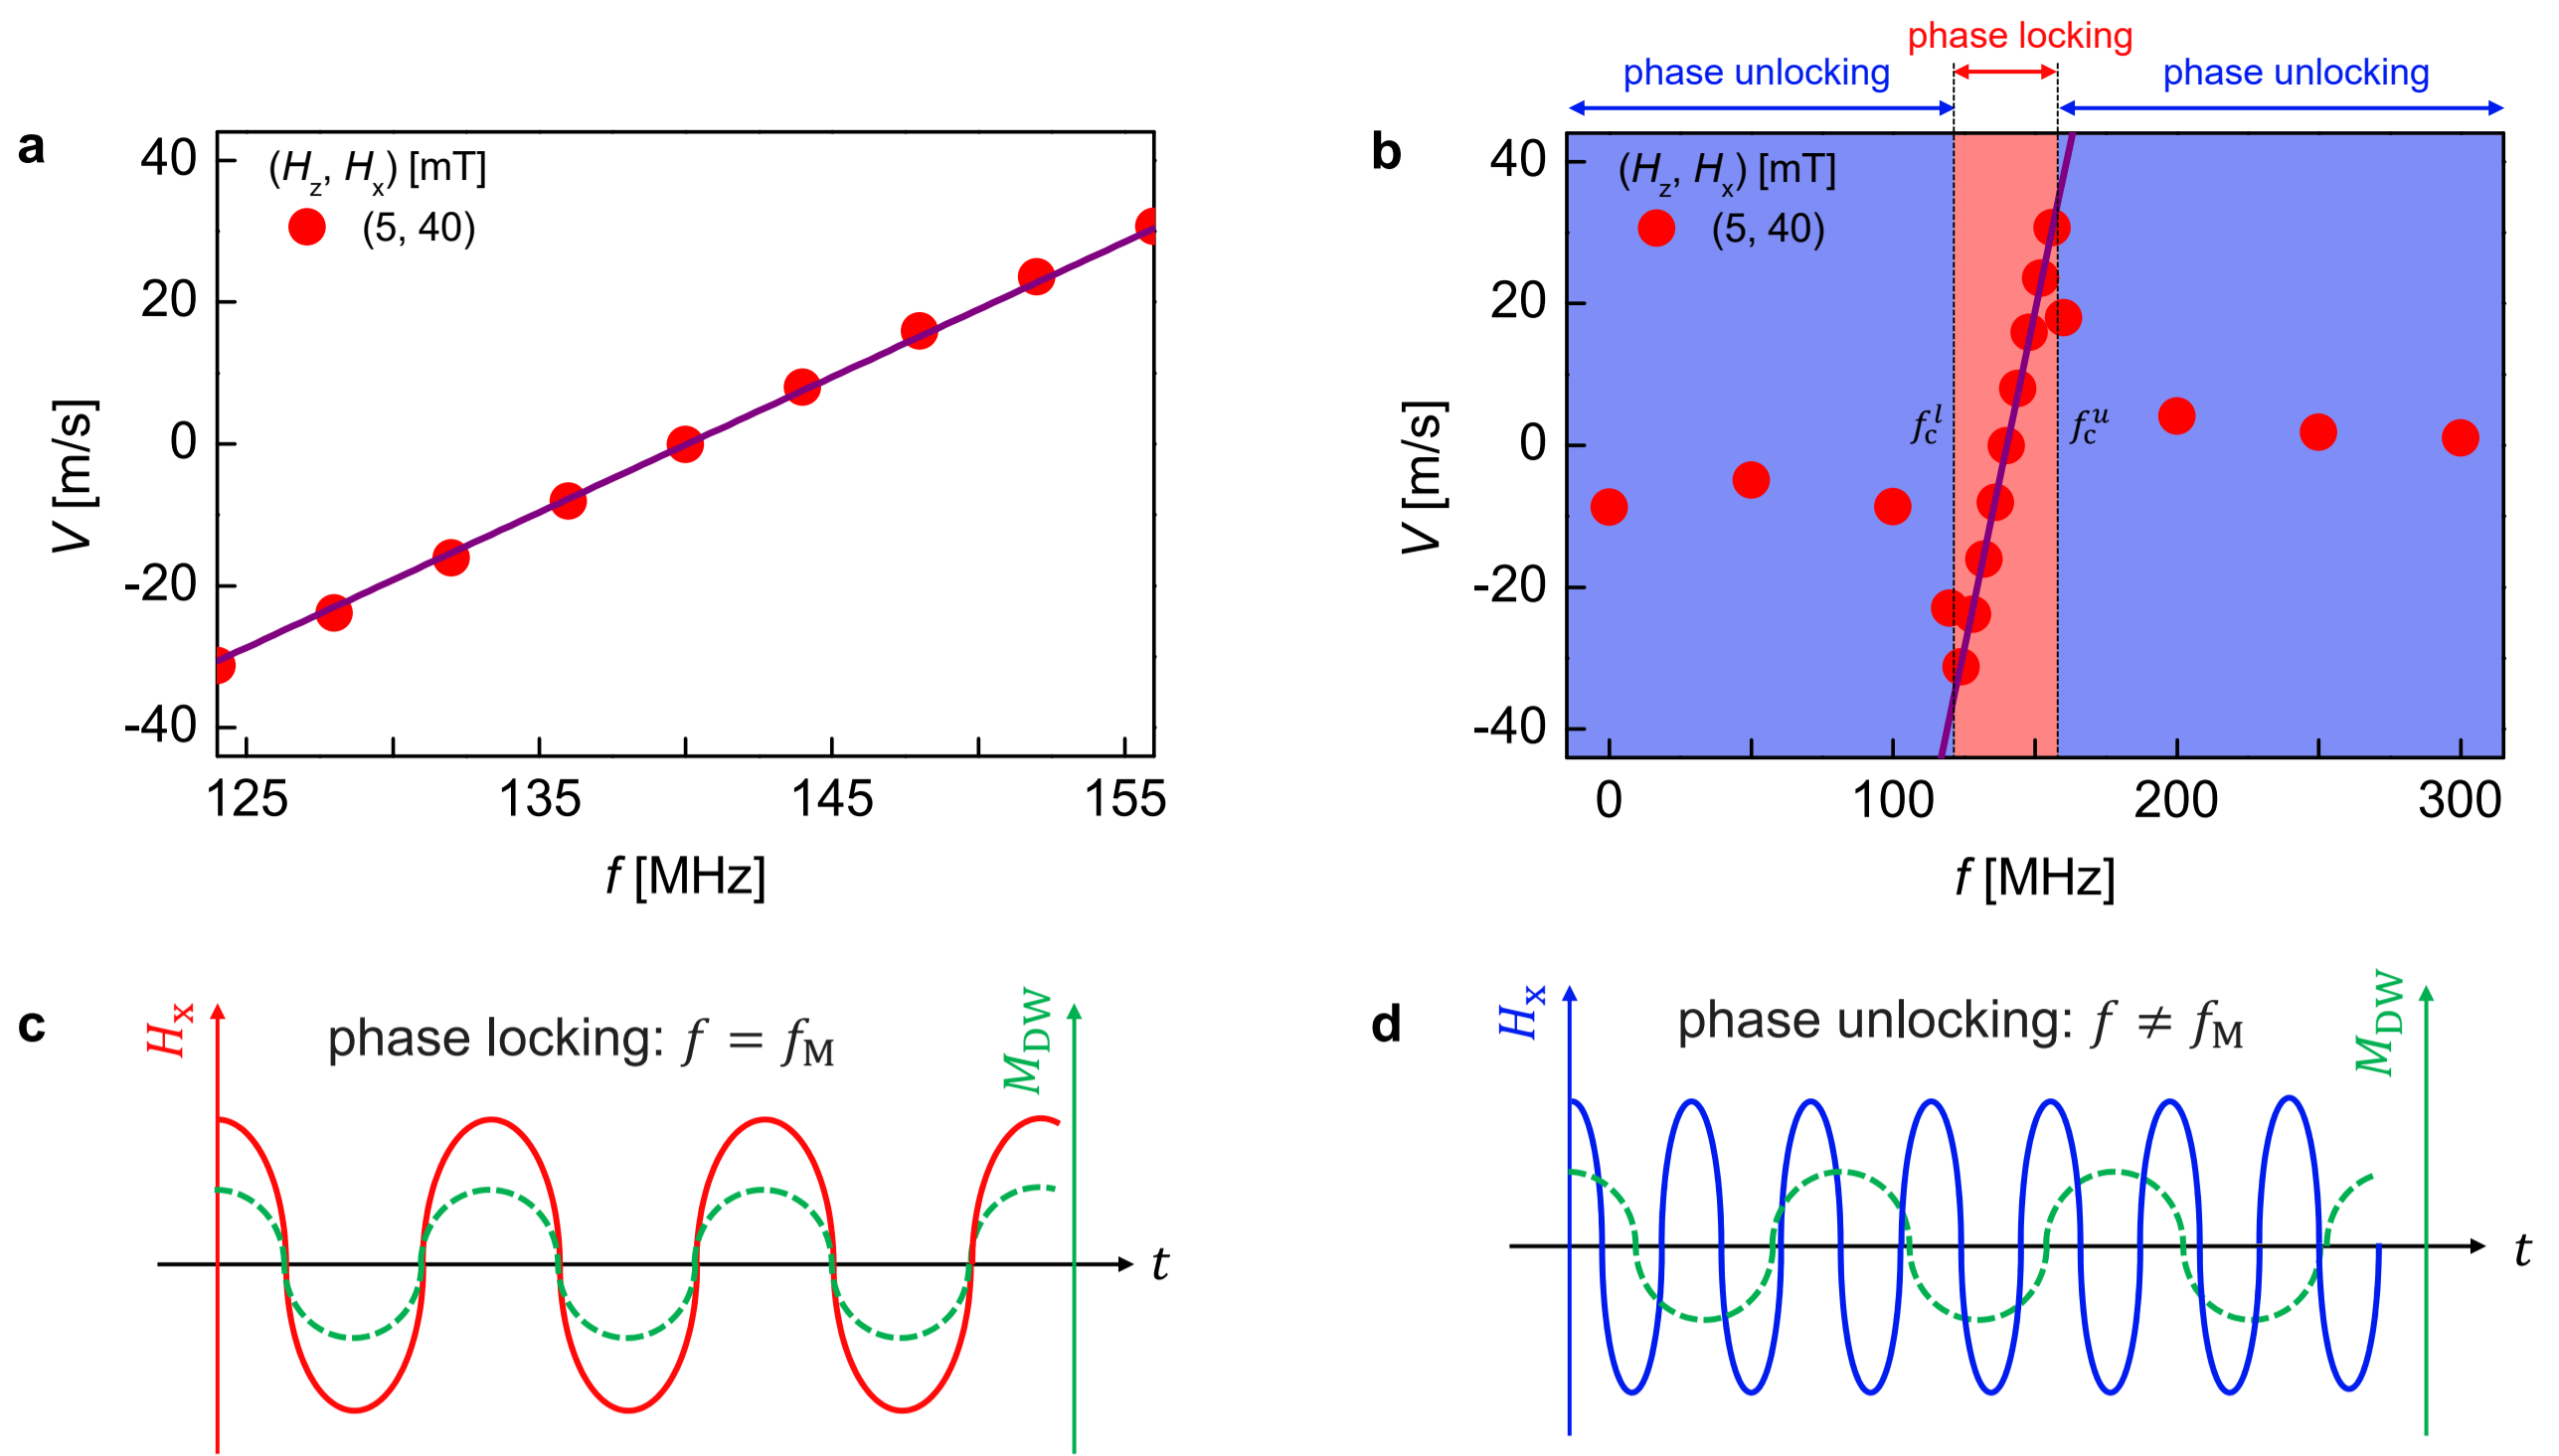 a
(Hz, Hx) [mT]
(5, 40)
40
20
0
-20
-40
V [m/s]
125 135 145 155
f [MHz]
phase locking
phase unlocking phase unlocking
b
(Hz, Hx) [mT]
(5, 40)
40
20
0
-20
-40
V [m/s]
fcl fcu
0 100 200 300
f [MHz]
c
Hx
phase locking: f = fM
MDW
t
d
Hx
phase unlocking: f ≠ fM
MDW
t